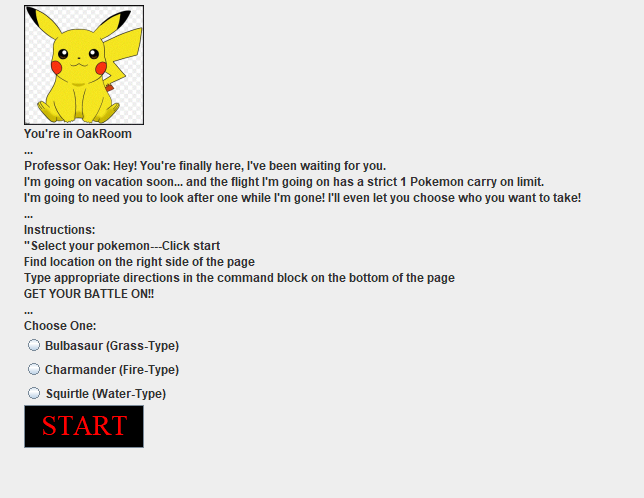 You're in OakRoom
...
Professor Oak: Hey! You're finally here, I've been waiting for you.
I'm going on vacation soon... and the flight I'm going on has a strict 1 Pokemon carry on limit.
I'm going to need you to look after one while I'm gone! I'll even let you choose who you want to take!
...
Instructions:
"Select your pokemon---Click start
Find location on the right side of the page
Type appropriate directions in the command block on the bottom of the page
GET YOUR BATTLE ON!!
...
Choose One:
Bulbasaur (Grass-Type)
Charmander (Fire-Type)
Squirtle (Water-Type)
START